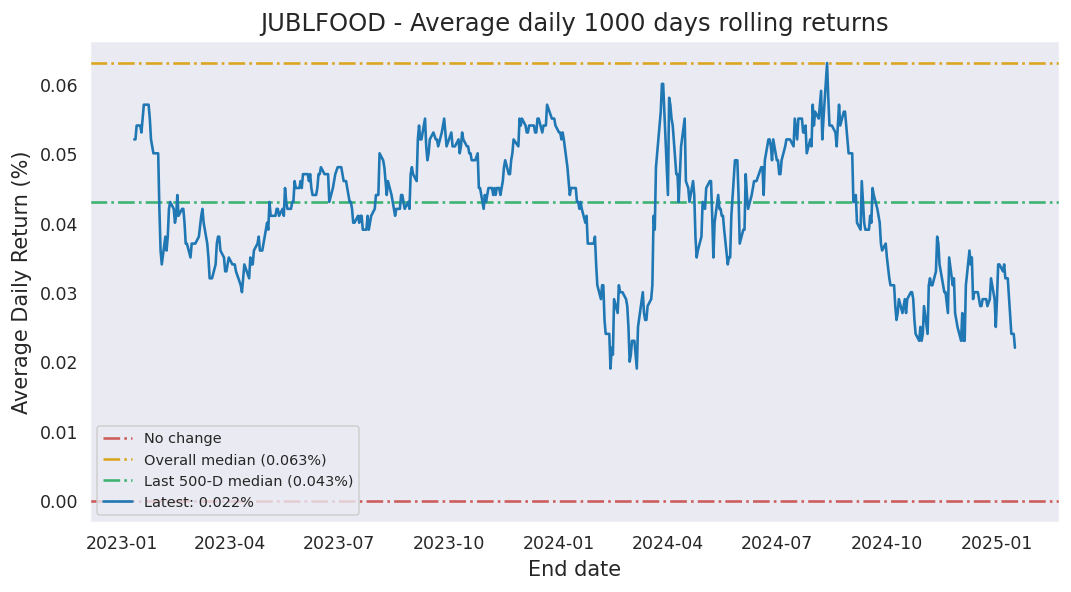 JUBLFOOD - Average daily 1000 days rolling returns
Average Daily Return (%)
0.06
0.05
0.04
0.03
0.02
0.01
0.00
No change
Overall median (0.063%)
Last 500-D median (0.043%)
Latest: 0.022%
2023-01 2023-04 2023-07 2023-10 2024-01 2024-04 2024-07 2024-10 2025-01
End date